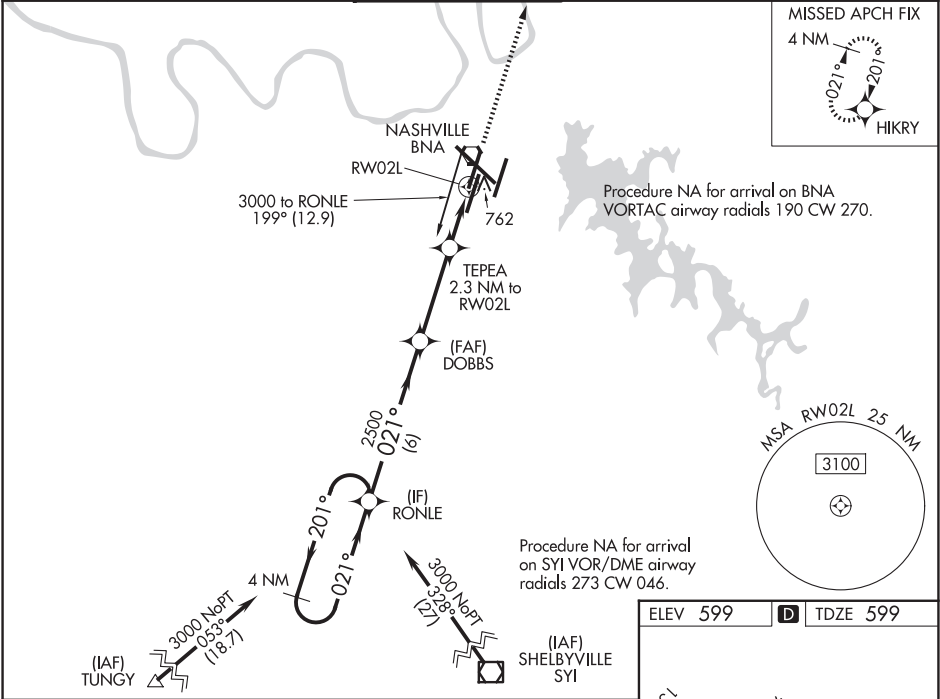 MISSED APCH FIX
4 NM
021°
201°
HIKRY
NASHVILLE
BNA
RW02L
3000 to RONLE
199° (12.9)
762
Procedure NA for arrival on BNA
VORTAC airway radials 190 CW 270.
TEPEA
2.3 NM to
RW02L
(FAF)
DOBBS
2500
021°
(6)
MSA RW02L 25 NM
3100
(IF)
RONLE
201°
021°
4 NM
Procedure NA for arrival
on SYI VOR/DME airway
radials 273 CW 046.
3000 NoPT
328°
(27)
3000 NoPT
053°
(18.7)
(IAF)
TUNGY
(IAF)
SHELBYVILLE
SYI
ELEV 599 D TDZE 599